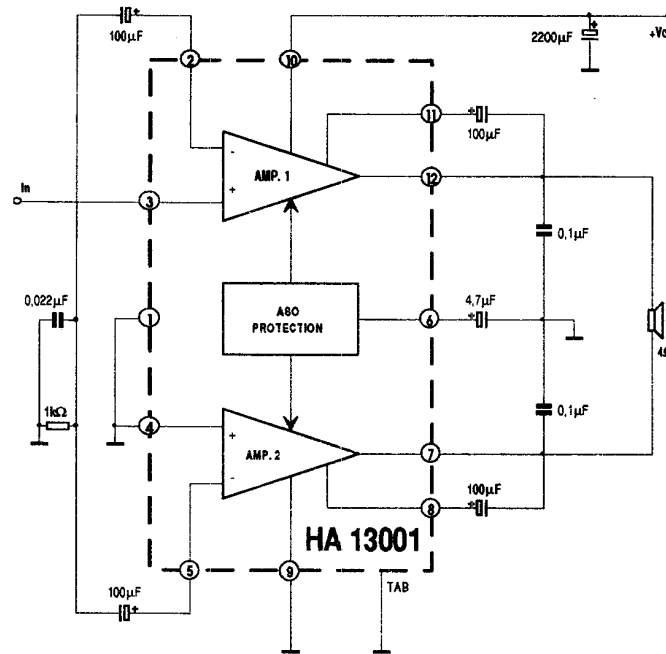 100µF
2200µF
+Vc
2
10
11
100µF
AMP. 1
-
+
12
In
3
0,1µF
0,022µF
1
ASO
PROTECTION
4,7µF
6
4Ω
1kΩ
4
+
AMP. 2
-
0,1µF
7
100µF
8
HA 13001
5
9
TAB
100µF